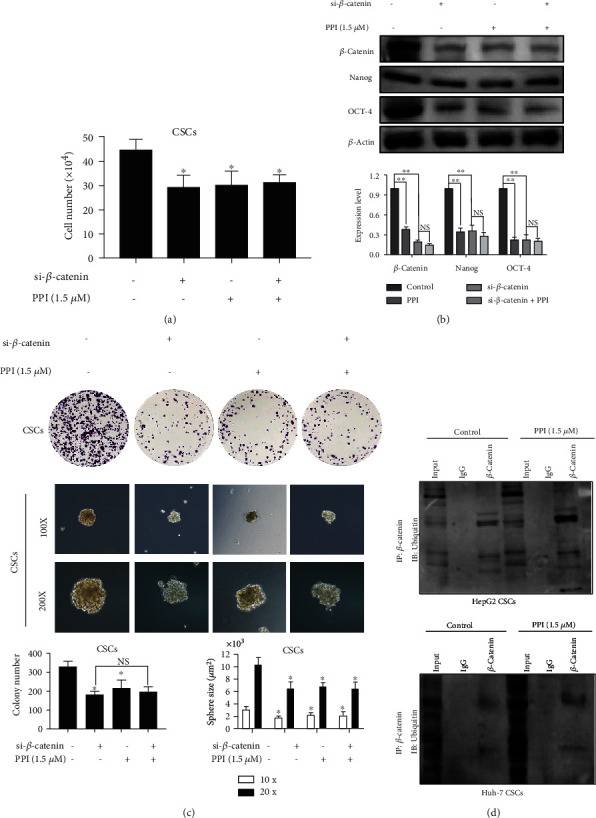 CSCs
Cell number (×10⁴)
50
40
30
20
10
0
* * *
si-β-catenin - + - +
PPI (1.5 μM) - - + +
(a)
si-β-catenin - + - +
PPI (1.5 μM) - - + +
β-Catenin
Nanog
OCT-4
β-Actin
Expression level
1.2
0.9
0.6
0.3
0.0
** ** **
** ** **
NS NS NS
β-Catenin Nanog OCT-4
Control si-β-catenin
PPI si-β-catenin + PPI
(b)
si-β-catenin - + - +
PPI (1.5 μM) - - + +
CSCs
CSCs
100X
200X
CSCs
Colony number
400
300
200
100
0
NS
* *
si-β-catenin - + - +
PPI (1.5 μM) - - + +
×10³
CSCs
Sphere size (μm²)
12
10
8
6
4
2
0
* * * * * *
si-β-catenin - + - +
PPI (1.5 μM) - - + +
10 x
20 x
(c)
Control PPI (1.5 μM)
Input IgG β-Catenin Input IgG β-Catenin
IP: β-catenin
IB: Ubiquitin
HepG2 CSCs
Control PPI (1.5 μM)
Input IgG β-Catenin Input IgG β-Catenin
IP: β-catenin
IB: Ubiquitin
Huh-7 CSCs
(d)